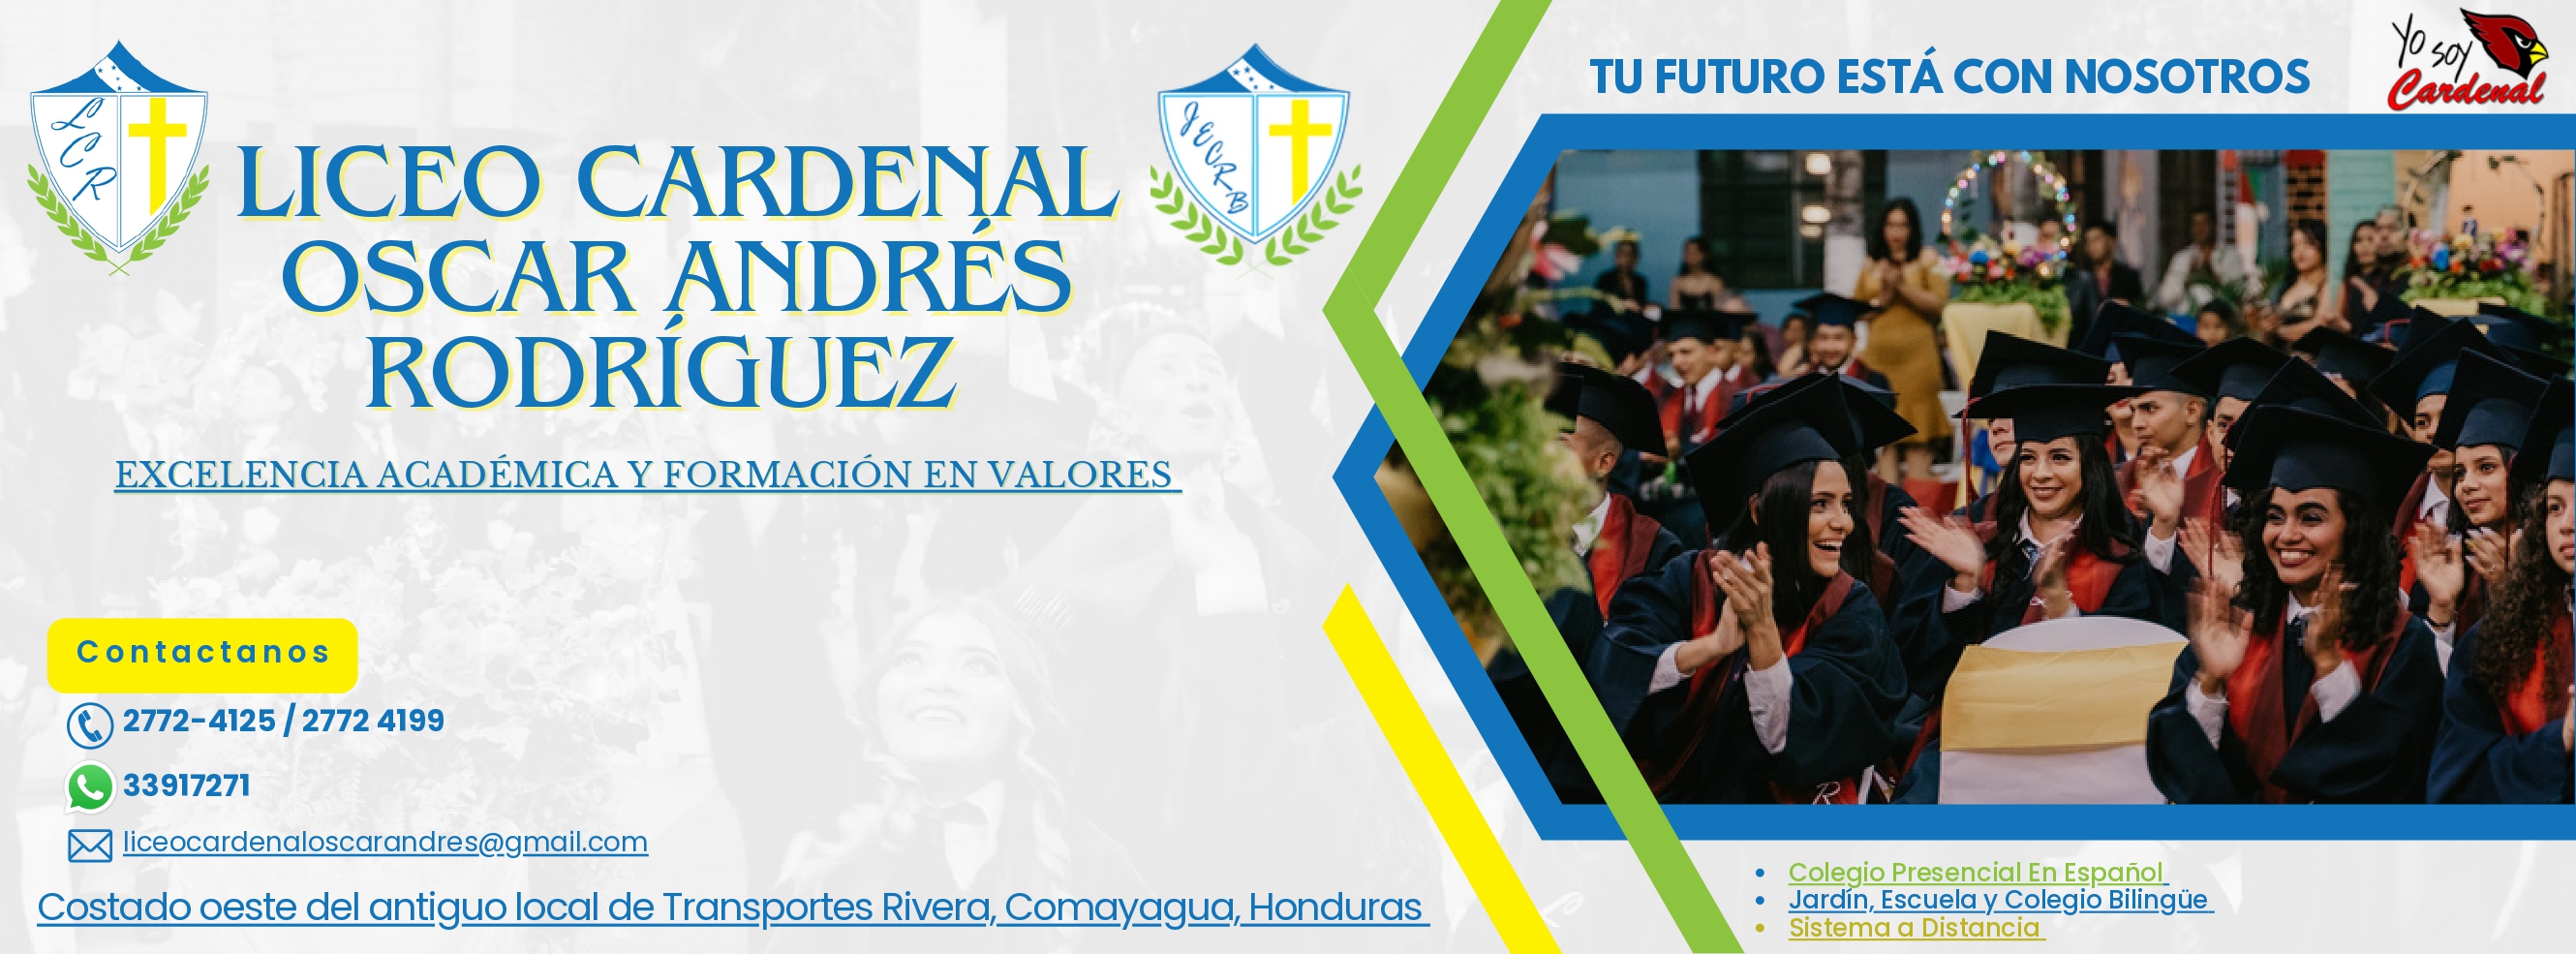 L
C
R
LICEO CARDENAL
OSCAR ANDRÉS
RODRÍGUEZ
J
E
C
R
B
EXCELENCIA ACADÉMICA Y FORMACIÓN EN VALORES
Contactanos
2772-4125 / 2772 4199
33917271
liceocardenaloscarandres@gmail.com
Costado oeste del antiguo local de Transportes Rivera, Comayagua, Honduras
TU FUTURO ESTÁ CON NOSOTROS
Yo soy
Cardenal
• Colegio Presencial En Español
• Jardín, Escuela y Colegio Bilingüe
• Sistema a Distancia